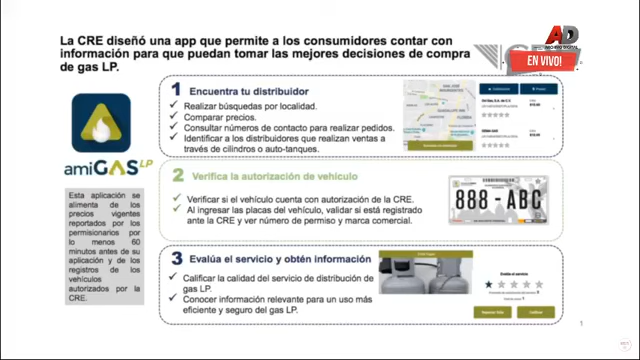 La CRE diseñó una app que permite a los consumidores contar con
información para que puedan tomar las mejores decisiones de compra
de gas LP.
AD
ARCHIVO DIGITAL
EN VIVO!
1 Encuentra tu distribuidor
✓ Realizar búsquedas por localidad.
✓ Comparar precios.
✓ Consultar números de contacto para realizar pedidos.
✓ Identificar a los distribuidores que realizan ventas a
través de cilindros o auto-tanques.
amiGAS LP
2 Verifica la autorización de vehículo
✓ Verificar si el vehículo cuenta con autorización de la CRE.
✓ Al ingresar las placas del vehículo, validar si está registrado
ante la CRE y ver número de permiso y marca comercial.
888-ABC
Esta aplicación se
alimenta de los
precios vigentes
reportados por los
permisionarios por
lo menos 60
minutos antes de su
aplicación y de los
registros de los
vehículos
autorizados por la
CRE.
3 Evalúa el servicio y obtén información
✓ Calificar la calidad del servicio de distribución de
gas LP.
✓ Conocer información relevante para un uso más
eficiente y seguro del gas LP.
Evalúa el servicio
Calificar
1